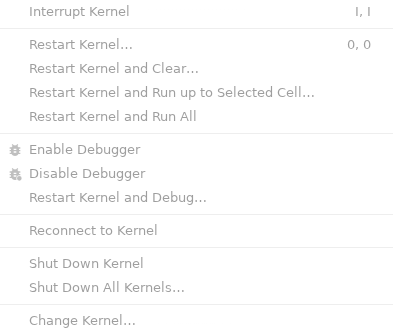 Interrupt Kernel I, I
Restart Kernel... 0, 0
Restart Kernel and Clear...
Restart Kernel and Run up to Selected Cell...
Restart Kernel and Run All
Enable Debugger
Disable Debugger
Restart Kernel and Debug...
Reconnect to Kernel
Shut Down Kernel
Shut Down All Kernels...
Change Kernel...